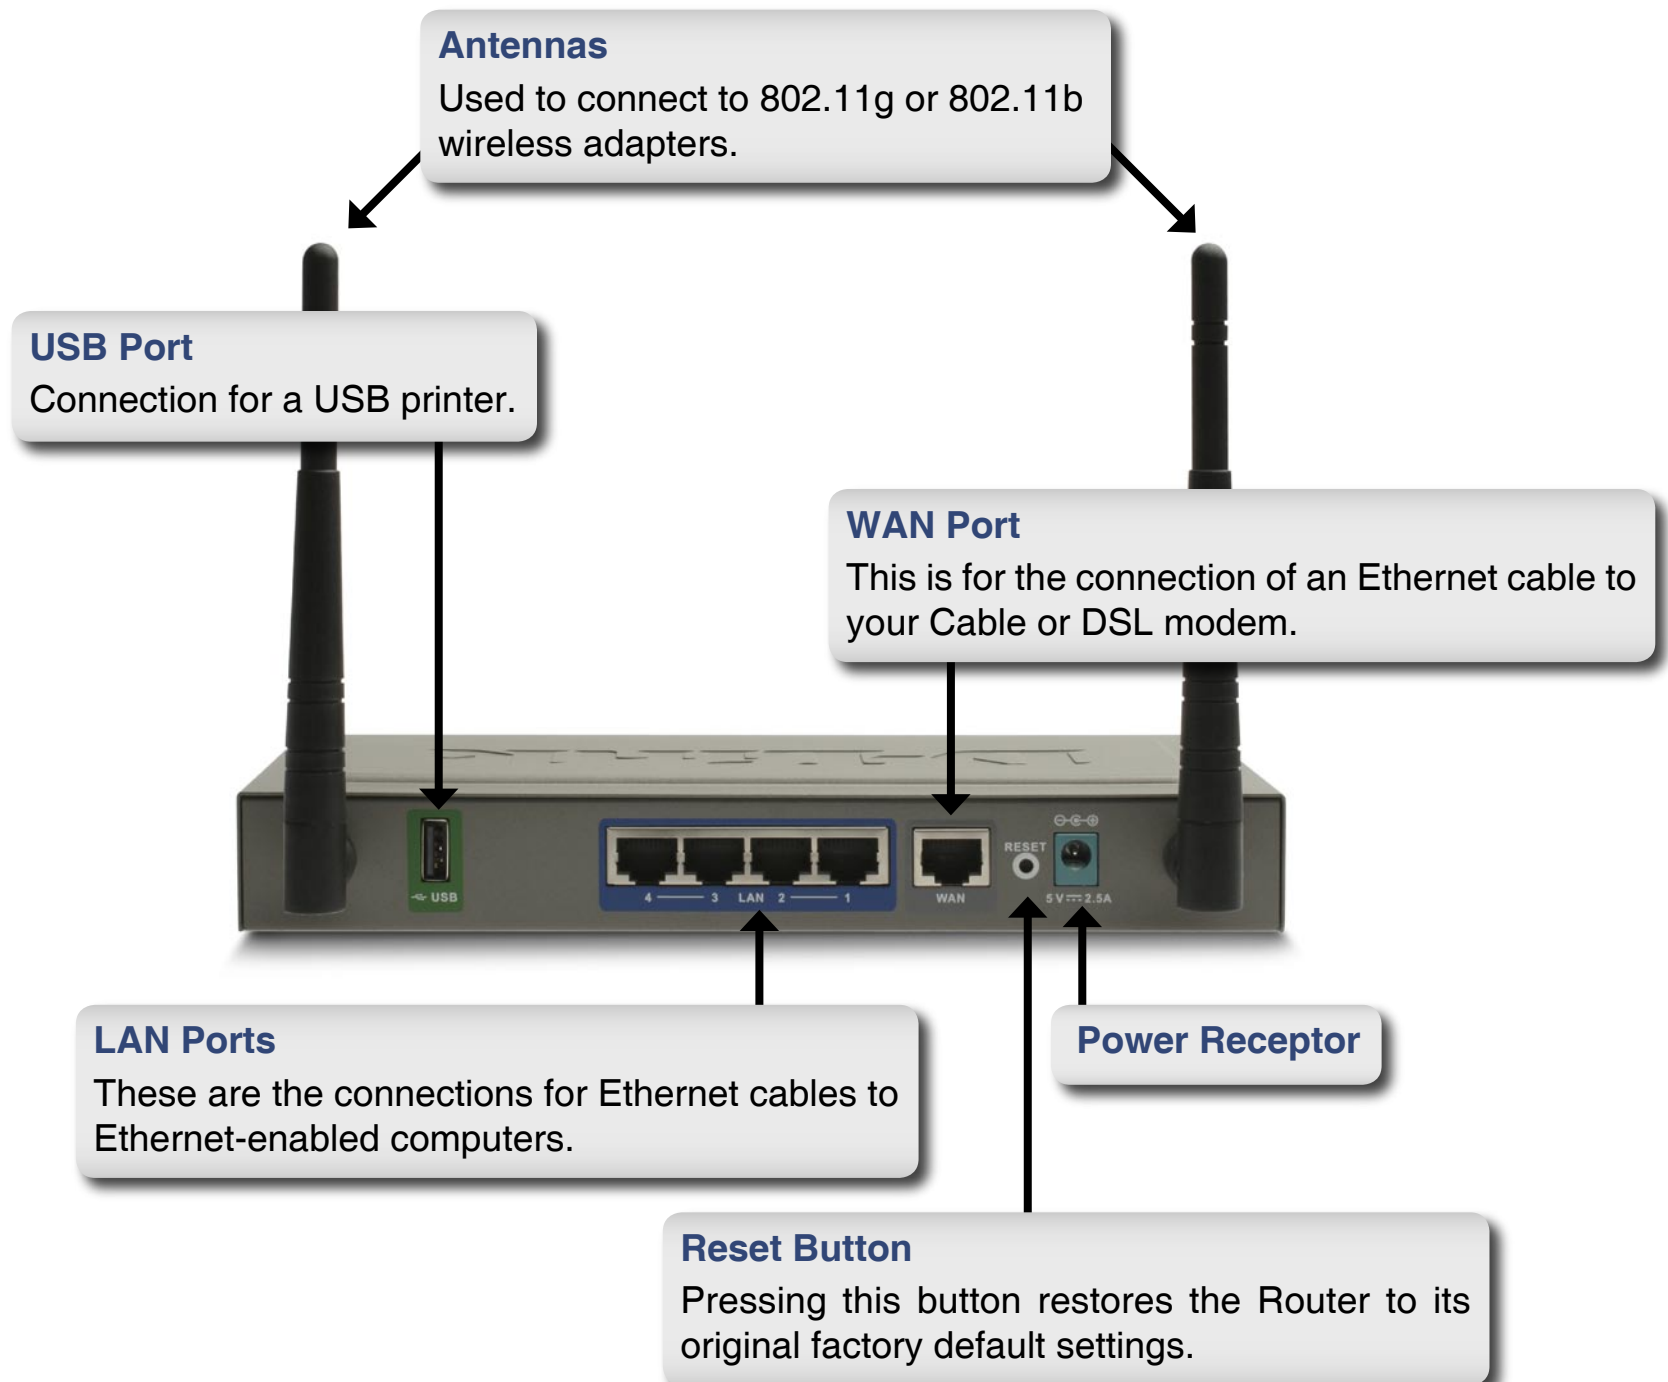 Antennas
Used to connect to 802.11g or 802.11b
wireless adapters.
USB Port
Connection for a USB printer.
WAN Port
This is for the connection of an Ethernet cable to
your Cable or DSL modem.
USB
4 3 LAN 2 1
WAN
RESET
5 V 2.5A
LAN Ports
These are the connections for Ethernet cables to
Ethernet-enabled computers.
Power Receptor
Reset Button
Pressing this button restores the Router to its
original factory default settings.